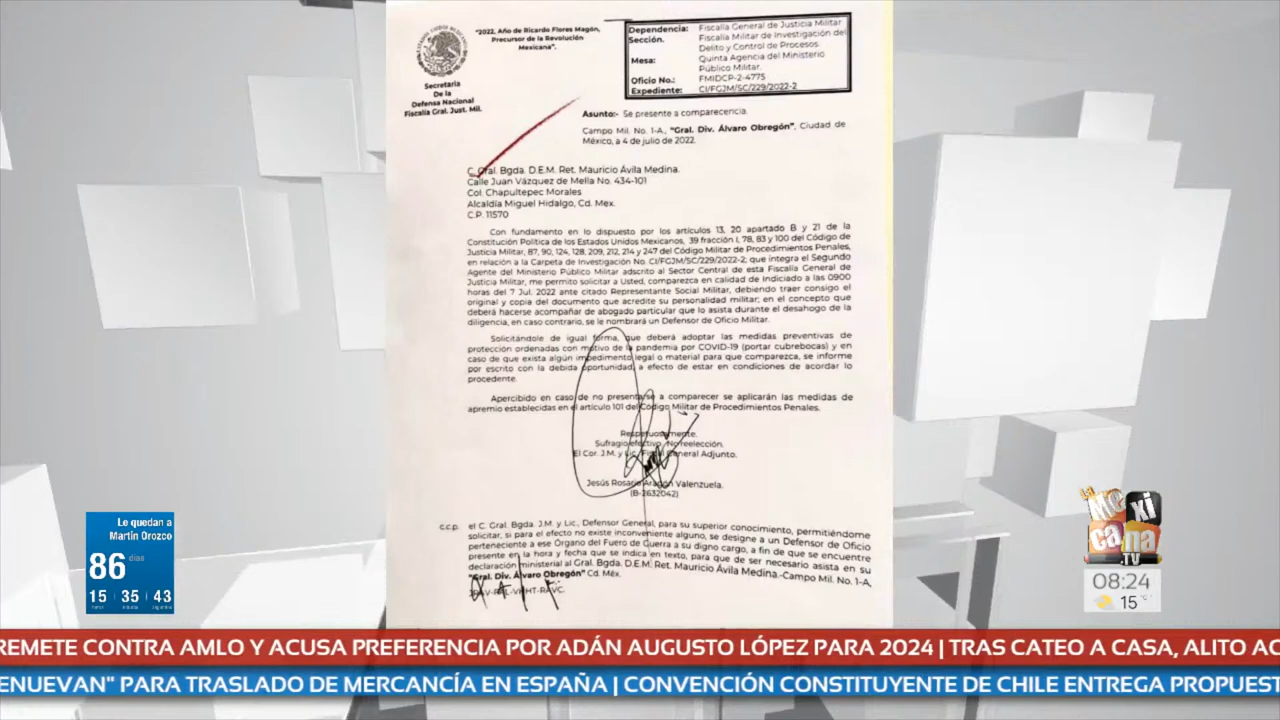 "2022, Año de Ricardo Flores Magón,
Precursor de la Revolución
Mexicana".
Secretaría
De la
Defensa Nacional
Fiscalía Gral. Just. Mil.
Dependencia: Fiscalía General de Justicia Militar
Sección. Fiscalía Militar de Investigación del
Delito y Control de Procesos.
Mesa: Quinta Agencia del Ministerio
Público Militar.
Oficio No.: FMIDCP-2-4775
Expediente: CI/FGJM/SC/229/2022-2
Asunto:- Se presente a comparecencia.
Campo Mil. No. 1-A., "Gral. Div. Álvaro Obregón", Ciudad de
México, a 4 de julio de 2022.
C. Gral. Bgda. D.E.M. Ret. Mauricio Ávila Medina.
Calle Juan Vázquez de Mella No. 434-101
Col. Chapultepec Morales
Alcaldía Miguel Hidalgo, Cd. Mex.
C.P. 11570
Con fundamento en lo dispuesto por los artículos 13, 20 apartado B y 21 de la
Constitución Política de los Estados Unidos Mexicanos, 39 fracción I, 78, 83 y 100 del Código de
Justicia Militar, 87, 90, 124, 128, 209, 212, 214 y 247 del Código Militar de Procedimientos Penales,
en relación a la Carpeta de Investigación No. CI/FGJM/SC/229/2022-2; que integra el Segundo
Agente del Ministerio Público Militar adscrito al Sector Central de esta Fiscalía General de
Justicia Militar, me permito solicitar a Usted, comparezca en calidad de Indiciado a las 0900
horas del 7 Jul. 2022 ante citado Representante Social Militar, debiendo traer consigo el
original y copia del documento que acredite su personalidad militar; en el concepto que
deberá hacerse acompañar de abogado particular que lo asista durante el desahogo de la
diligencia, en caso contrario, se le nombrará un Defensor de Oficio Militar.
Solicitándole de igual forma, que deberá adoptar las medidas preventivas de
protección ordenadas con motivo de la pandemia por COVID-19 (portar cubrebocas) y en
caso de que exista algún impedimento legal o material para que comparezca, se informe
por escrito con la debida oportunidad, a efecto de estar en condiciones de acordar lo
procedente.
Apercibido en caso de no presentarse a comparecer se aplicarán las medidas de
apremio establecidas en el artículo 101 del Código Militar de Procedimientos Penales.
Respetuosamente.
Sufragio efectivo. No reelección.
El Cor. J.M. y Lic. Fiscal General Adjunto.
Jesús Rosario Aragón Valenzuela.
(B-2632042)
c.c.p. el C. Gral. Bgda. J.M. y Lic., Defensor General, para su superior conocimiento, permitiéndome
solicitar, si para el efecto no existe inconveniente alguno, se designe a un Defensor de Oficio
perteneciente a ese Órgano del Fuero de Guerra a su digno cargo, a fin de que se encuentre
presente en la hora y fecha que se indica en texto, para que de ser necesario asista en su
declaración ministerial al Gral. Bgda. D.E.M. Ret. Mauricio Ávila Medina.-Campo Mil. No. 1-A,
"Gral. Div. Álvaro Obregón" Cd. Méx.
Le quedan a
Martín Orozco
86 días
15 35 43
la Mexicana.TV
08:24
15°
REMETE CONTRA AMLO Y ACUSA PREFERENCIA POR ADÁN AUGUSTO LÓPEZ PARA 2024 | TRAS CATEO A CASA, ALITO AC
ENUEVAN" PARA TRASLADO DE MERCANCÍA EN ESPAÑA | CONVENCIÓN CONSTITUYENTE DE CHILE ENTREGA PROPUEST